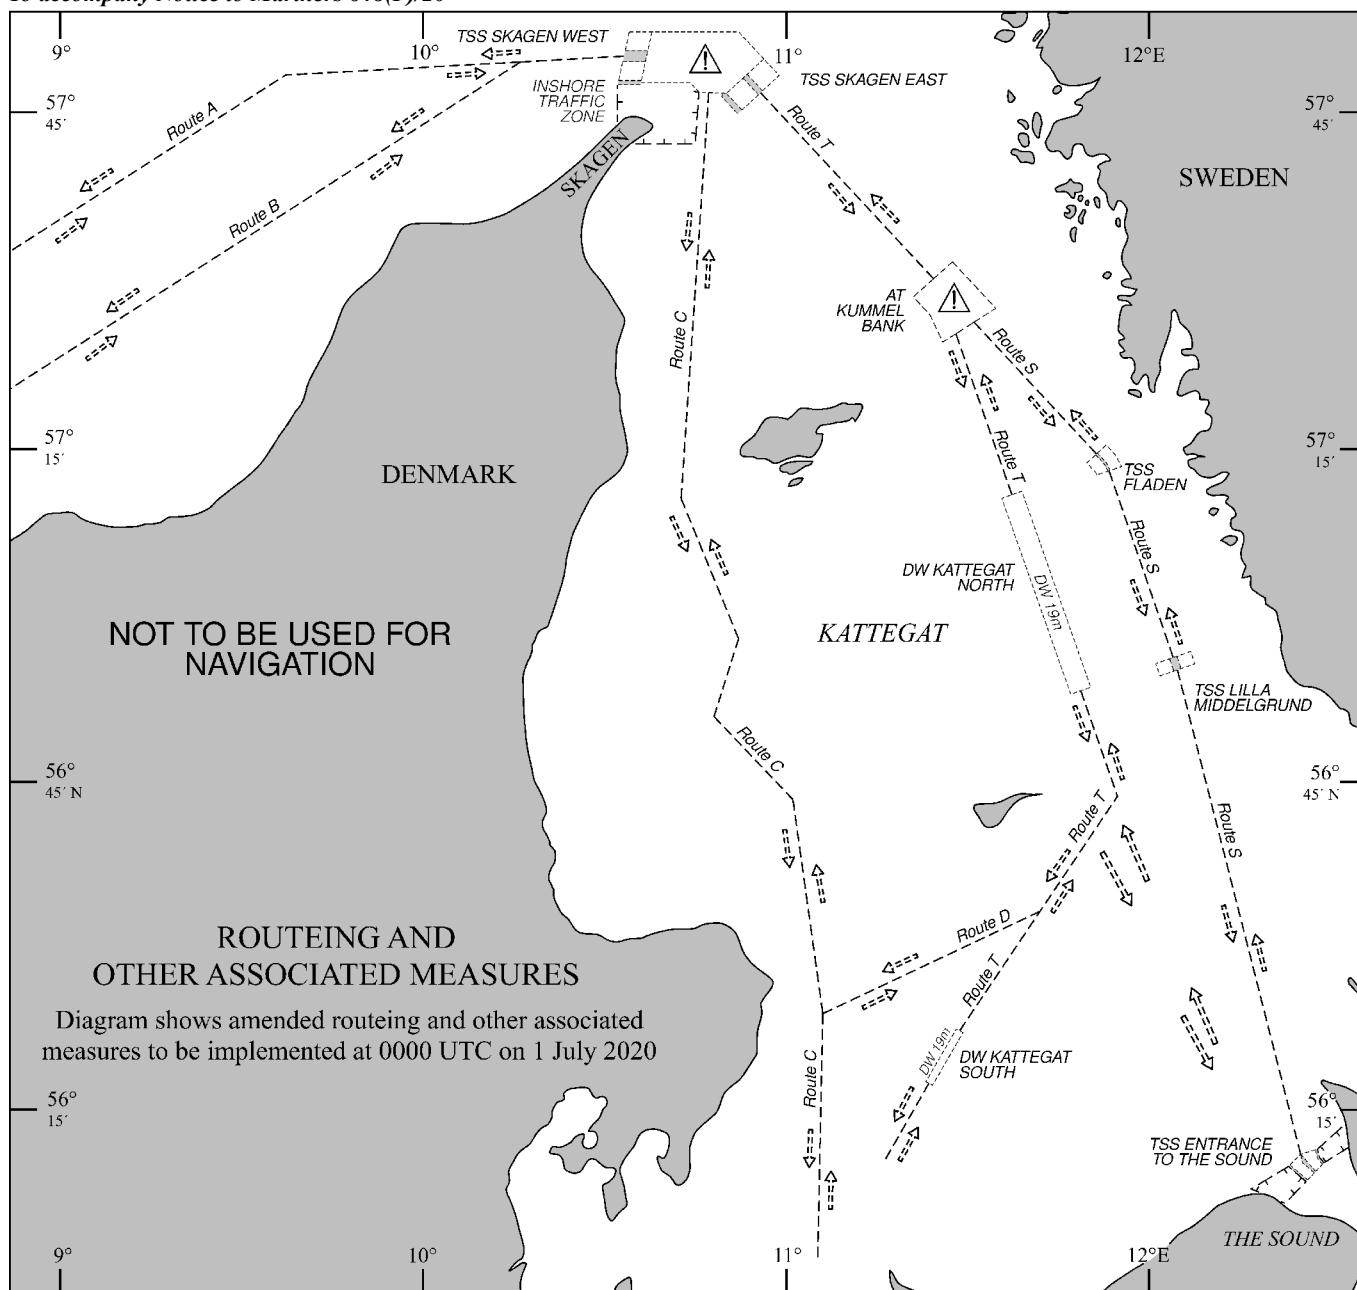 9°
10°
TSS SKAGEN WEST
11°
12°E
TSS SKAGEN EAST
INSHORE
TRAFFIC
ZONE
57°
45′
57°
45′
Route A
Route T
SKAGEN
SWEDEN
Route B
AT
KUMMEL
BANK
Route C
Route S
57°
15′
57°
15′
DENMARK
Route T
TSS
FLADEN
Route S
DW KATTEGAT
NORTH
DW 19m
NOT TO BE USED FOR
NAVIGATION
KATTEGAT
TSS LILLA
MIDDELGRUND
Route C
56°
45′ N
56°
45′ N
Route T
Route S
ROUTEING AND
OTHER ASSOCIATED MEASURES
Route D
Route T
Diagram shows amended routeing and other associated
measures to be implemented at 0000 UTC on 1 July 2020
DW 19m
DW KATTEGAT
SOUTH
Route C
56°
15′
56°
15′
TSS ENTRANCE
TO THE SOUND
THE SOUND
9°
10°
11°
12°E